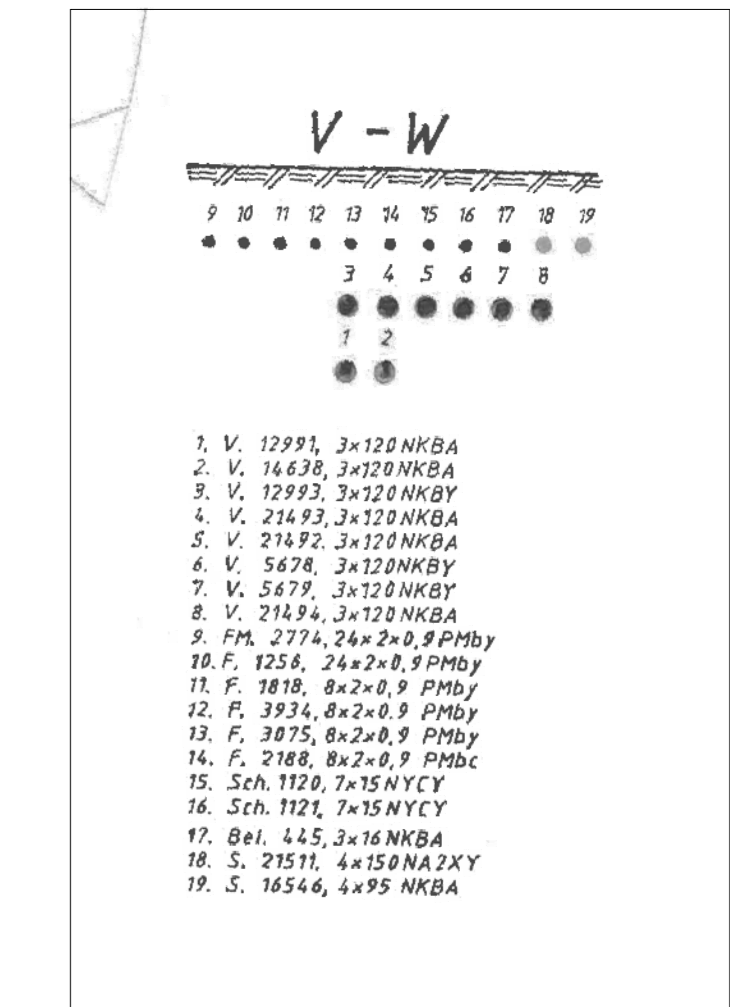 V - W
9 10 11 12 13 14 15 16 17 18 19
3 4 5 6 7 8
1 2
1. V. 12991, 3×120 NKBA
2. V. 14638, 3×120 NKBA
3. V. 12993, 3×120 NKBY
4. V. 21493, 3×120 NKBA
5. V. 21492. 3×120 NKBA
6. V. 5678, 3×120 NKBY
7. V. 5679, 3×120 NKBY
8. V. 21494, 3×120 NKBA
9. FM. 2774, 24×2×0,9 PMby
10. F. 1256, 24×2×0,9 PMby
11. F. 1818, 8×2×0,9 PMby
12. F. 3934, 8×2×0.9 PMby
13. F. 3075, 8×2×0,9 PMby
14. F. 2188, 8×2×0,9 PMbc
15. Sch. 1120, 7×15 NYCY
16. Sch. 1121, 7×15 NYCY
17. Bel. 445, 3×16 NKBA
18. S. 21511, 4×150 NA2XY
19. S. 16546, 4×95 NKBA